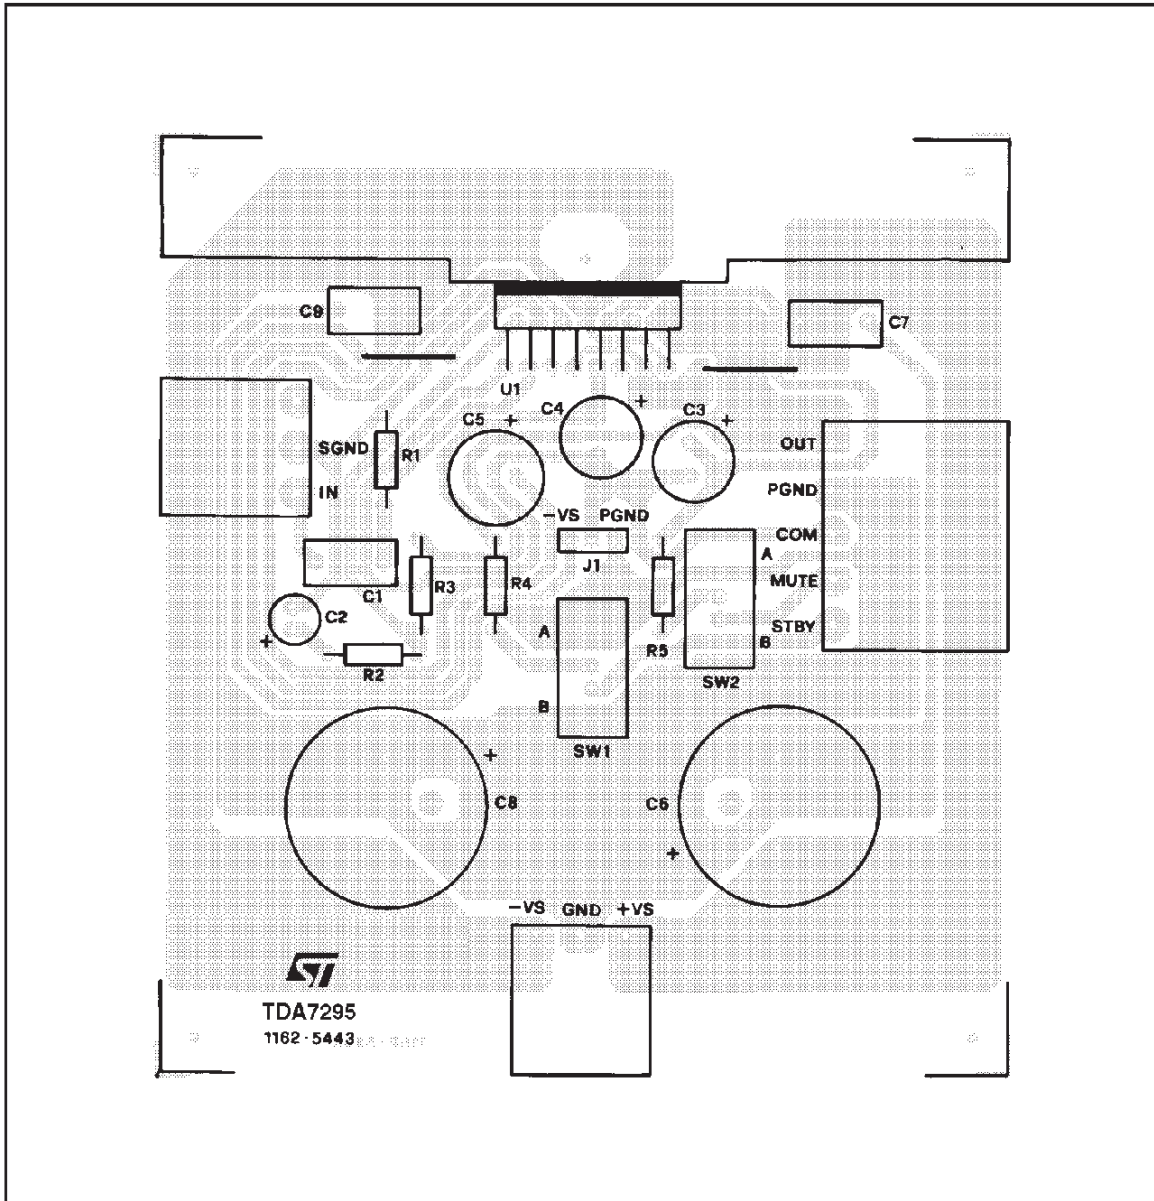 C9
C7
U1
C5
+
C4
+
C3
+
SGND
IN
R1
OUT
PGND
COM
MUTE
STBY
-VS PGND
J1
C1
R3
R4
C2
+
R2
A
B
SW1
R5
A
B
SW2
+
C8
C6
+
-VS GND +VS
ST
TDA7295
1162·5443